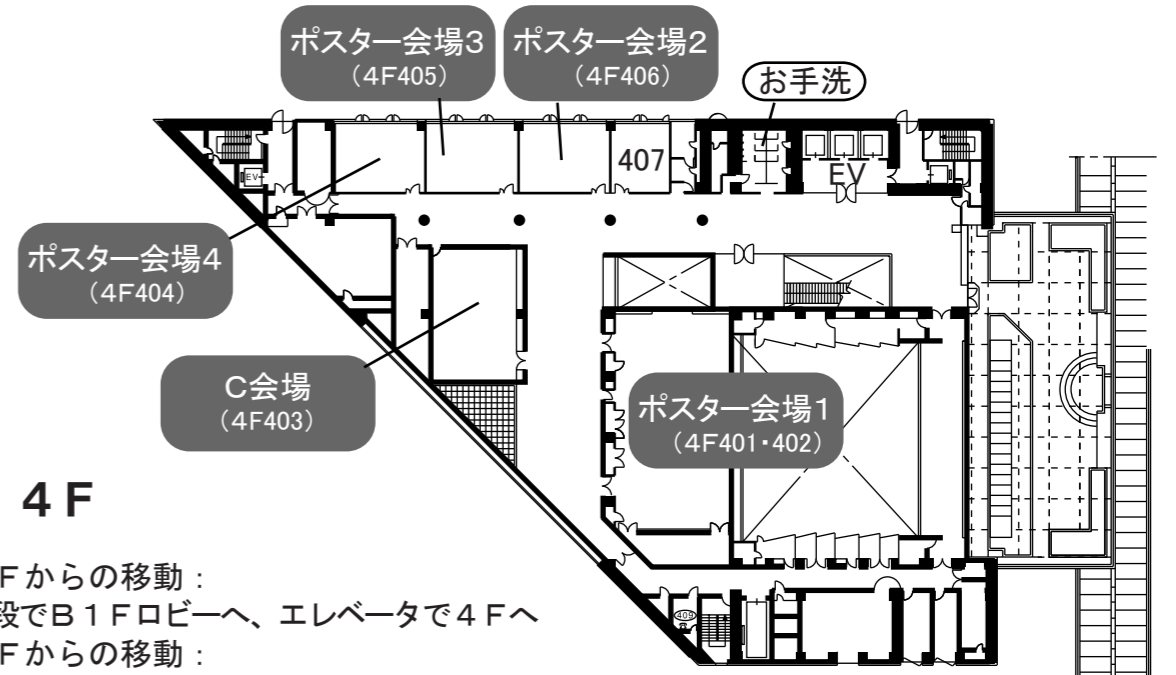 ポスター会場3
（4F405）
ポスター会場2
（4F406）
お手洗
407
EV
EV
ポスター会場4
（4F404）
C会場
（4F403）
ポスター会場1
（4F401・402）
4F
Fからの移動：
段でB1Fロビーへ、エレベータで4Fへ
Fからの移動：
409